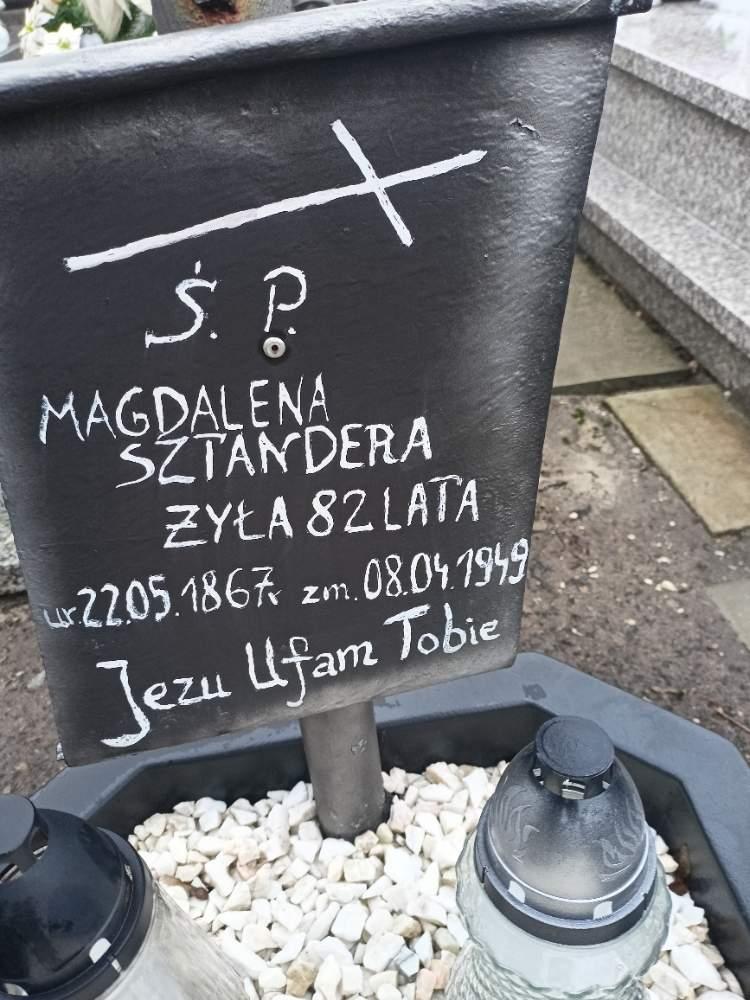 Ś. P.
MAGDALENA
SZTANDERA
ŻYŁA 82 LATA
ur. 22.05.1867r. zm. 08.04.1949
Jezu Ufam Tobie